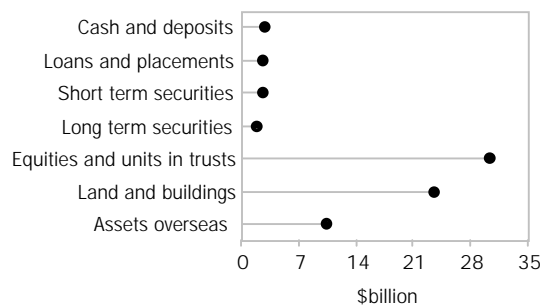 Cash and deposits
Loans and placements
Short term securities
Long term securities
Equities and units in trusts
Land and buildings
Assets overseas
0 7 14 21 28 35
$billion